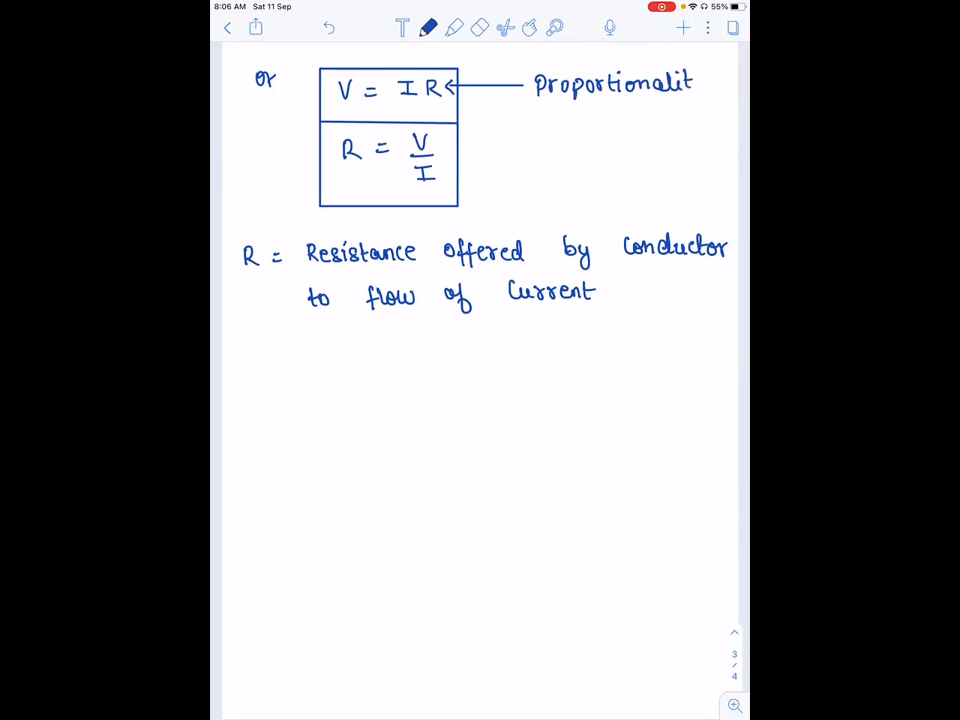 8:06 AM Sat 11 Sep 55%
T
or V = IR ← Proportionalit
R = V/I
R = Resistance offered by conductor
to flow of Current
3
/
4